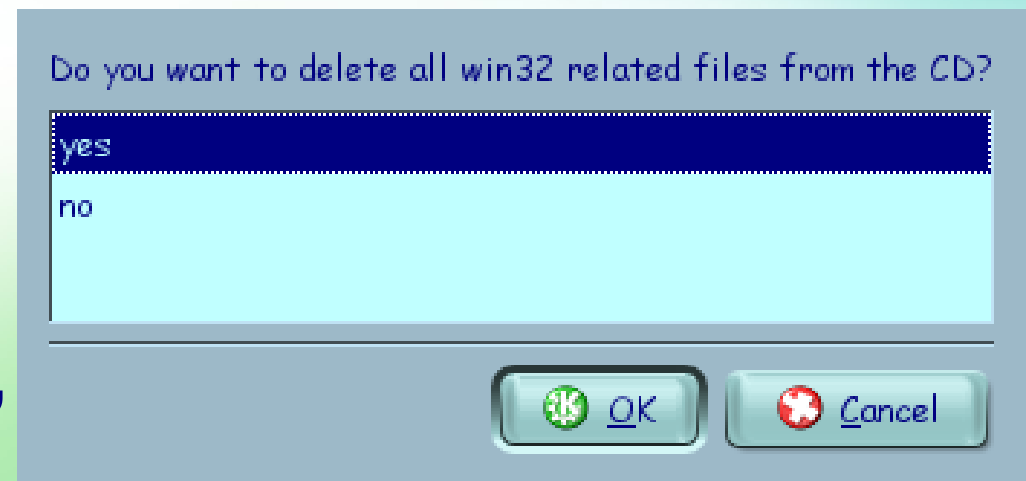 Do you want to delete all win32 related files from the CD?
yes
no
OK Cancel